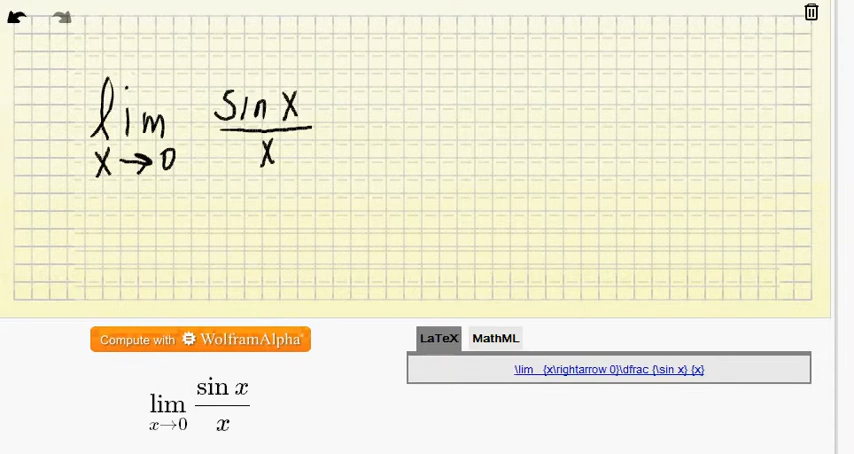 lim sin x
x→0 x
Compute with WolframAlpha
LaTeX MathML
\lim _{x\rightarrow 0}\dfrac {\sin x} {x}
lim sin x
x→0 x